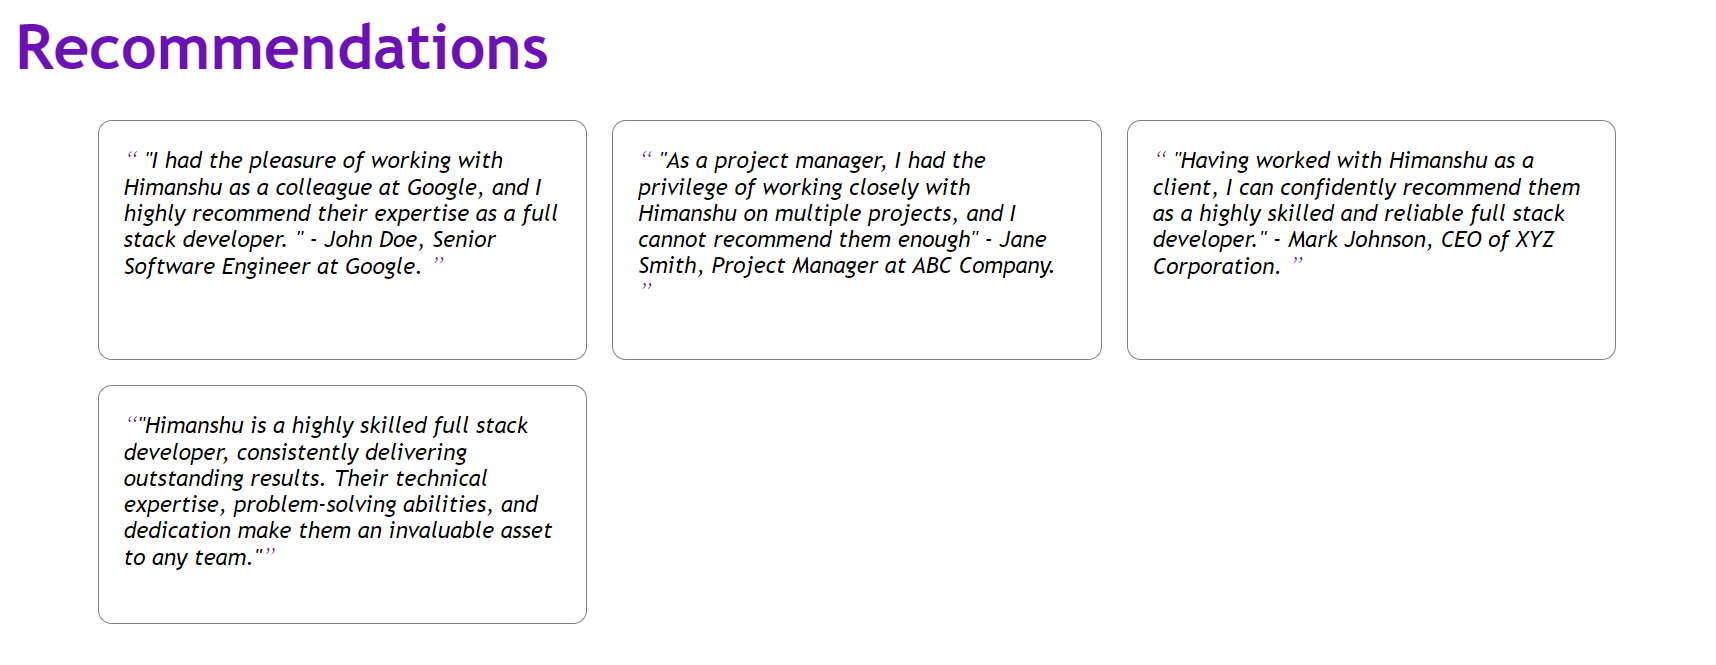 Recommendations
“ "I had the pleasure of working with
Himanshu as a colleague at Google, and I
highly recommend their expertise as a full
stack developer. " - John Doe, Senior
Software Engineer at Google. ”
“ "As a project manager, I had the
privilege of working closely with
Himanshu on multiple projects, and I
cannot recommend them enough" - Jane
Smith, Project Manager at ABC Company.
”
“ "Having worked with Himanshu as a
client, I can confidently recommend them
as a highly skilled and reliable full stack
developer." - Mark Johnson, CEO of XYZ
Corporation. ”
“"Himanshu is a highly skilled full stack
developer, consistently delivering
outstanding results. Their technical
expertise, problem-solving abilities, and
dedication make them an invaluable asset
to any team."”